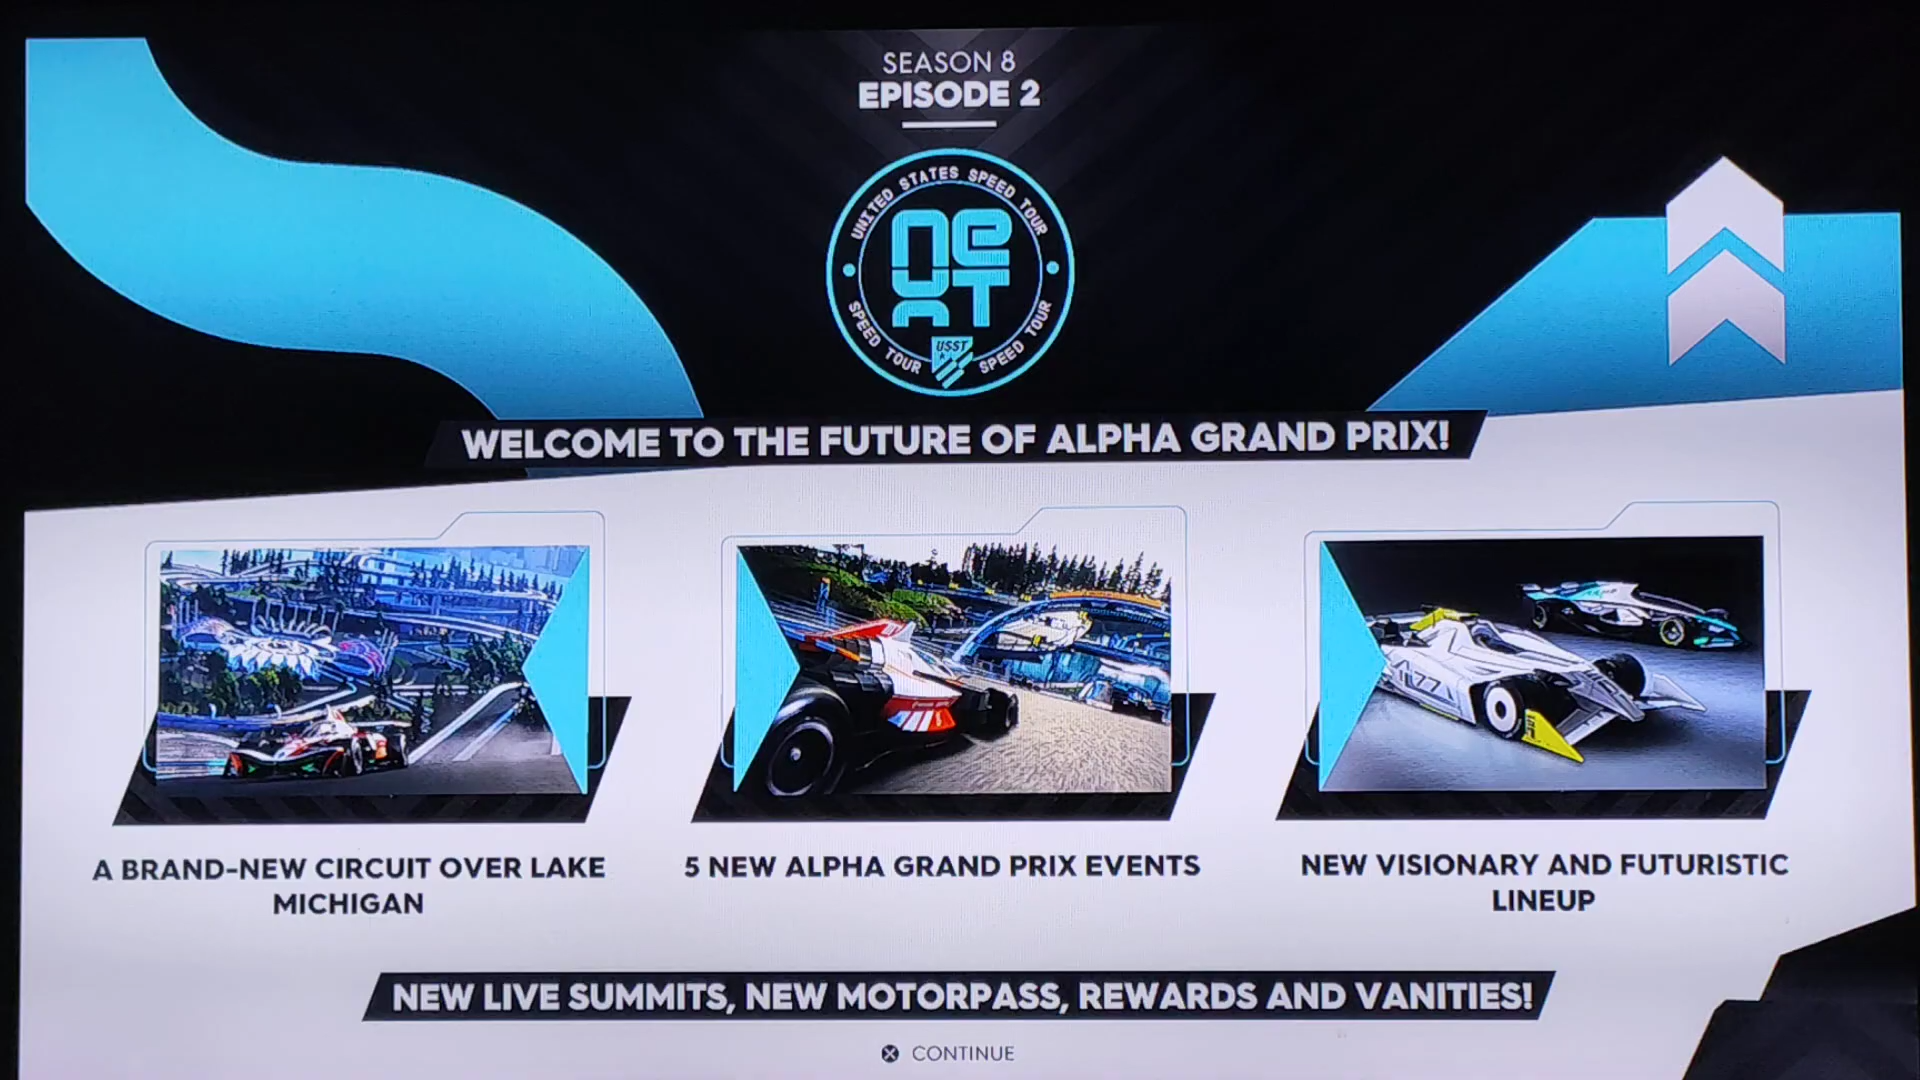 SEASON 8
EPISODE 2
UNITED STATES SPEED TOUR
NEXT
SPEED TOUR
USST
SPEED TOUR
WELCOME TO THE FUTURE OF ALPHA GRAND PRIX!
77
A BRAND-NEW CIRCUIT OVER LAKE
MICHIGAN
5 NEW ALPHA GRAND PRIX EVENTS
NEW VISIONARY AND FUTURISTIC
LINEUP
NEW LIVE SUMMITS, NEW MOTORPASS, REWARDS AND VANITIES!
CONTINUE